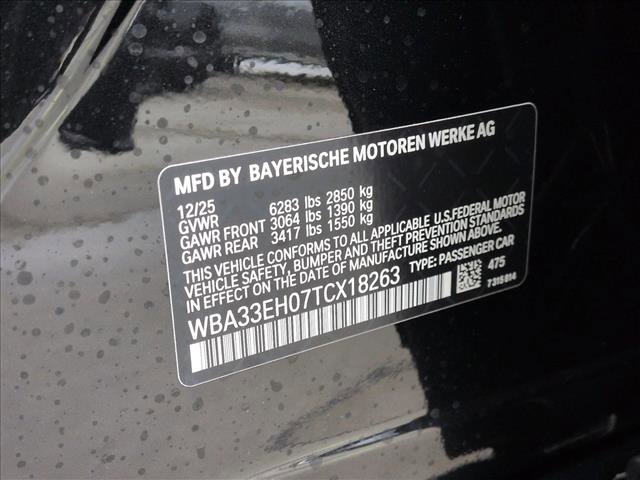 MFD BY BAYERISCHE MOTOREN WERKE AG
12/25
GVWR 6283 lbs 2850 kg
GAWR FRONT 3064 lbs 1390 kg
GAWR REAR 3417 lbs 1550 kg
THIS VEHICLE CONFORMS TO ALL APPLICABLE U.S.FEDERAL MOTOR
VEHICLE SAFETY, BUMPER, AND THEFT PREVENTION STANDARDS
IN EFFECT ON THE DATE OF MANUFACTURE SHOWN ABOVE.
WBA33EH07TCX18263 TYPE: PASSENGER CAR
475
7315814